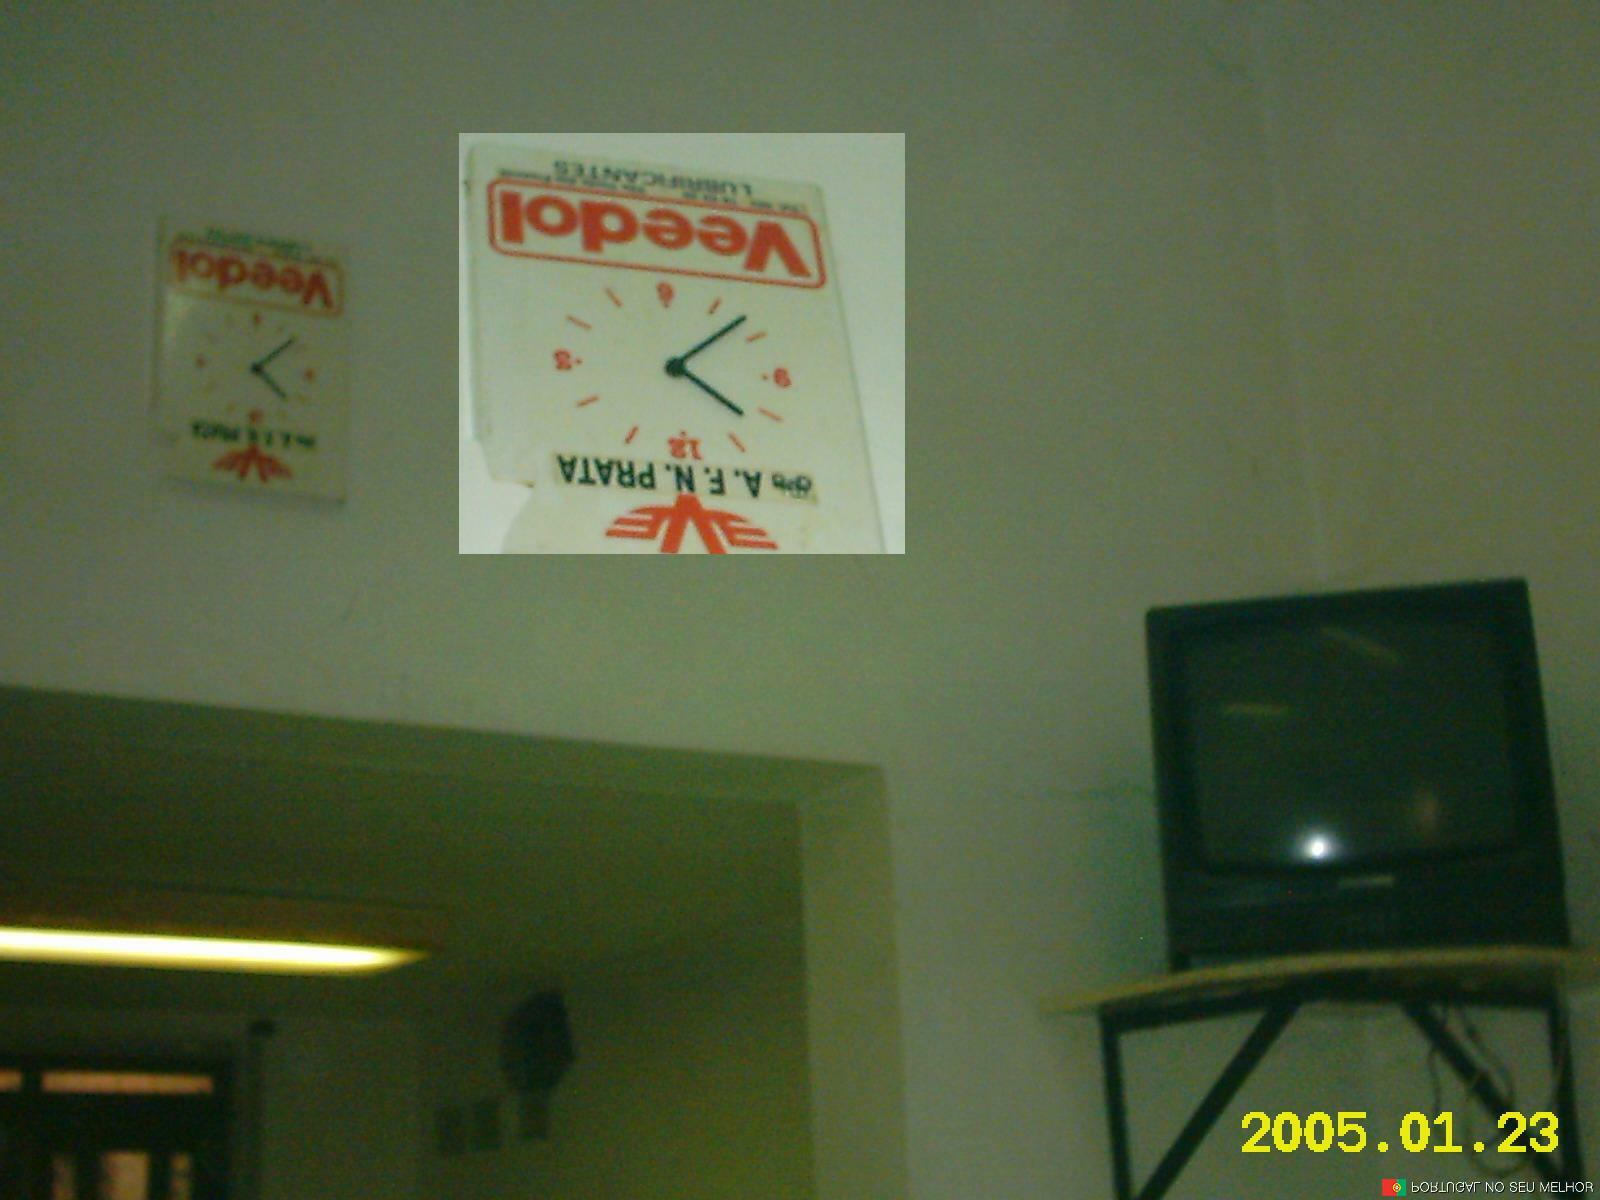 LUBRIFICANTES
Veedol
6
3
9
12
A. F. N. PRATA
Veedol
2005.01.23
PORTUGAL NO SEU MELHOR